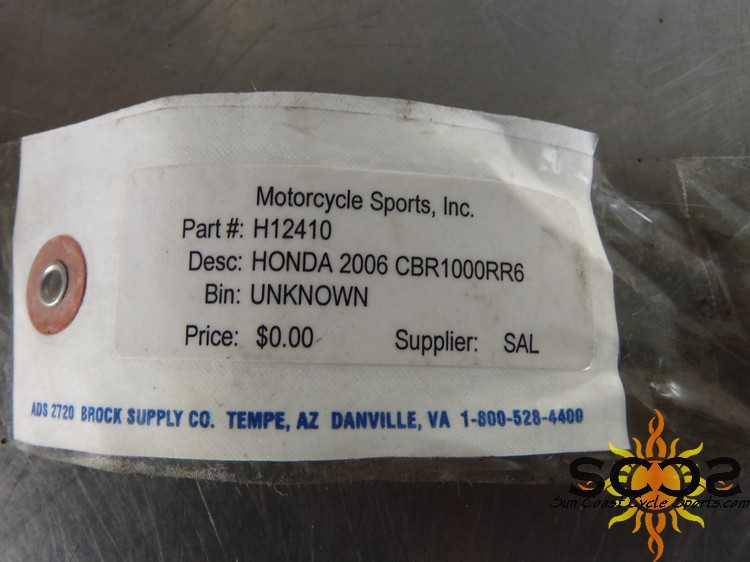 Motorcycle Sports, Inc.
Part #: H12410
Desc: HONDA 2006 CBR1000RR6
Bin: UNKNOWN
Price: $0.00 Supplier: SAL
ADS 2720 BROCK SUPPLY CO. TEMPE, AZ DANVILLE, VA 1-800-528-4400
SCCS
Sun Coast Cycle Sports.com